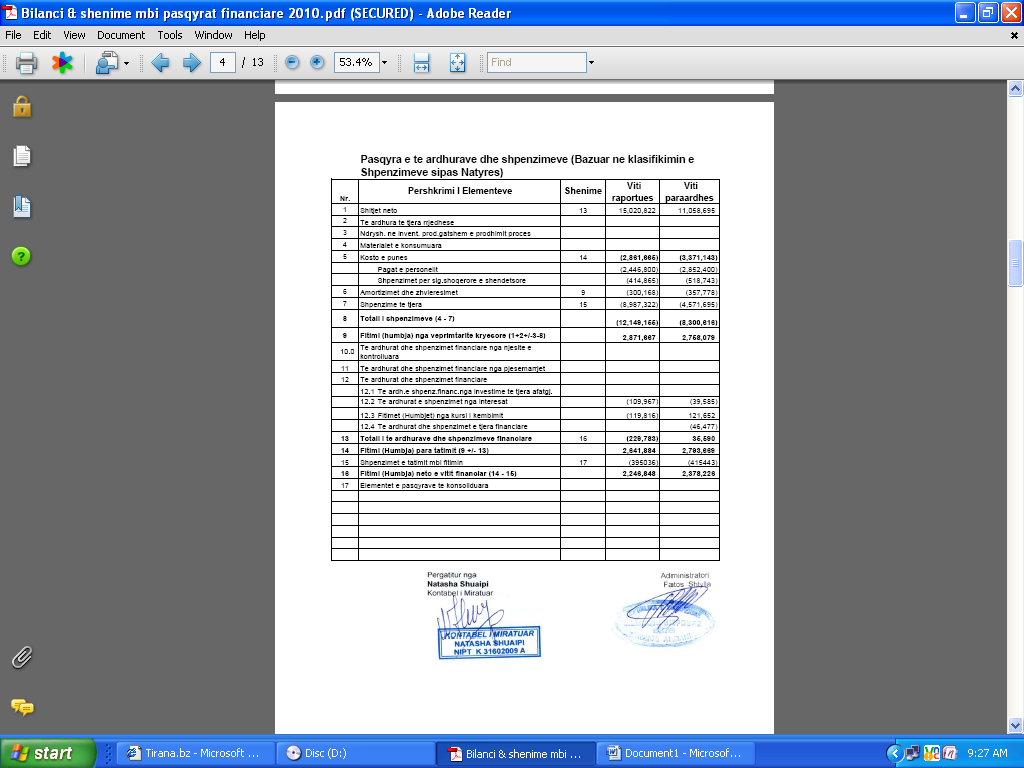 Bilanci & shenime mbi pasqyrat financiare 2010.pdf (SECURED) - Adobe Reader
File Edit View Document Tools Window Help
4 / 13 53.4% Find
Pasqyra e te ardhurave dhe shpenzimeve (Bazuar ne klasifikimin e
Shpenzimeve sipas Natyres)
Nr. Pershkrimi I Elementeve Shenime Viti raportues Viti paraardhes
1 Shitjet neto 13 15,020,822 11,058,695
2 Te ardhura te tjera njedhese
3 Ndrysh. ne invent. prod.gatshem e prodhimit proces
4 Materialet e konsumuara
5 Kosto e punes 14 (2,861,665) (3,371,143)
Pagat e personelit (2,446,800) (2,852,400)
Shpenzimet per sig.shoqerore e shendetsore (414,865) (518,743)
6 Amortizimet dhe zhvleresimet 9 (300,168) (357,778)
7 Shpenzime te tjera 15 (8,987,322) (4,571,695)
8 Totali i shpenzimeve (4 - 7) (12,149,155) (8,300,616)
9 Fitimi (humbja) nga veprimtarite kryesore (1+2+/-3-8) 2,871,667 2,758,079
10.0 Te ardhurat dhe shpenzimet financiare nga njesite e
kontrolluara
11 Te ardhurat dhe shpenzimet financiare nga pjesemarrjet
12 Te ardhurat dhe shpenzimet financiare
12.1 Te ardh.e shpenz.financ.nga investime te tjera afatgj.
12.2 Te ardhurat e shpenzimet nga interesat (109,967) (39,585)
12.3 Fitimet (Humbjet) nga kursi i kembimit (119,816) 121,652
12.4 Te ardhurat dhe shpenzimet e tjera financiare (46,477)
13 Totali i te ardhurave dhe shpenzimeve financiare 16 (229,783) 35,590
14 Fitimi (Humbja) para tatimit (9 +/- 13) 2,641,884 2,793,669
15 Shpenzimet e tatimit mbi fitimin 17 (395036) (415443)
16 Fitimi (Humbja) neto e vitit financiar (14 - 15) 2,246,848 2,378,226
17 Elementet e pasqyrave te konsoliduara
Pergatitur nga
Natasha Shuaipi
Kontabel i Miratuar
Administratori
Fatos Shtylla
KONTABEL I MIRATUAR
NATASHA SHUAIPI
NIPT K 31602009 A
start Tirana.bz - Microsoft ... Disc (D:) Bilanci & shenime mbi ... Document1 - Microsof... 9:27 AM